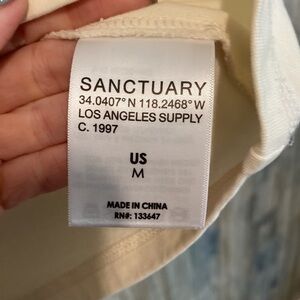 SANCTUARY
34.0407° N 118.2468° W
LOS ANGELES SUPPLY
C. 1997
US
M
MADE IN CHINA
RN#: 133647